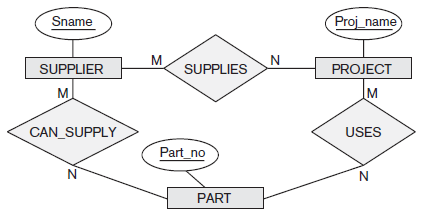 Sname
Proj_name
SUPPLIER
M
SUPPLIES
N
PROJECT
M
M
CAN_SUPPLY
USES
Part_no
N
N
PART